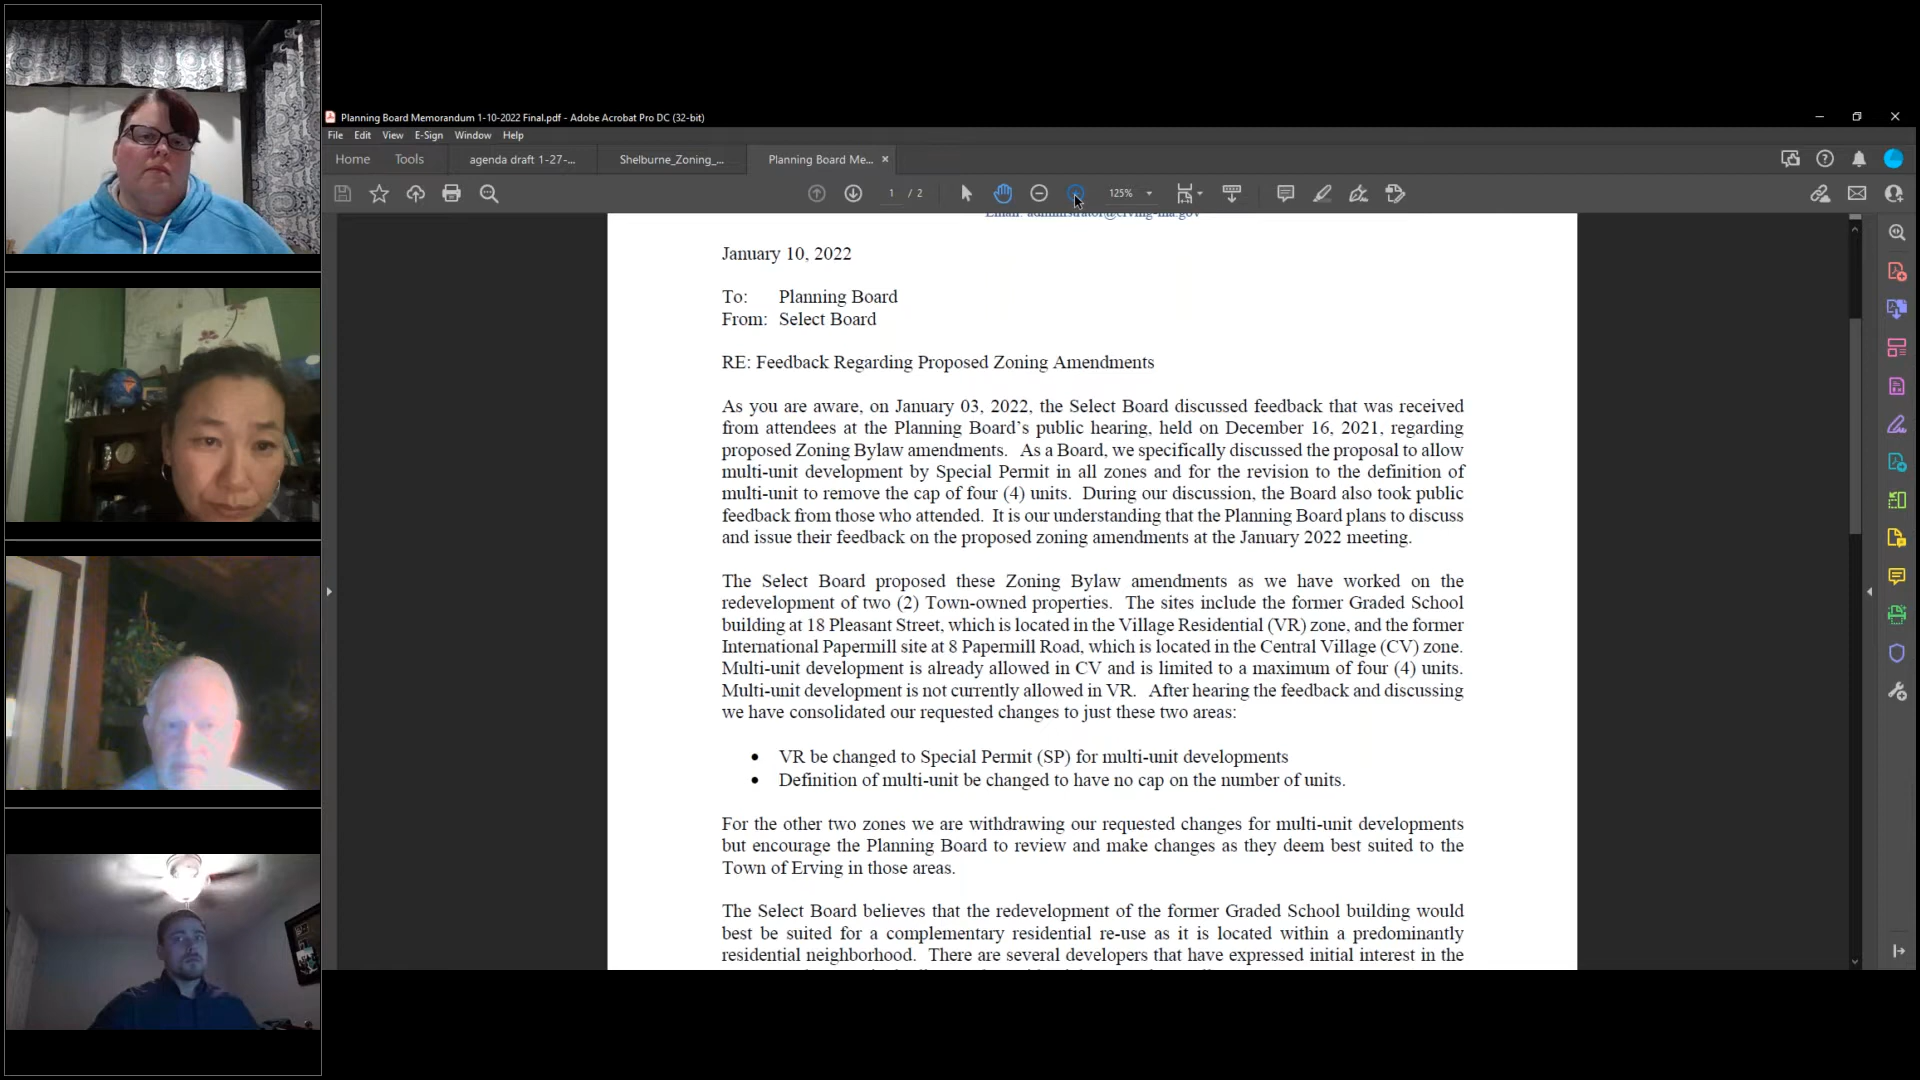 Planning Board Memorandum 1-10-2022 Final.pdf - Adobe Acrobat Pro DC (32-bit)
File Edit View E-Sign Window Help
Home Tools agenda draft 1-27-... Shelburne_Zoning_... Planning Board Me...
1 / 2 125%
Email: administrator@erving-ma.gov
January 10, 2022
To: Planning Board
From: Select Board
RE: Feedback Regarding Proposed Zoning Amendments
As you are aware, on January 03, 2022, the Select Board discussed feedback that was received
from attendees at the Planning Board's public hearing, held on December 16, 2021, regarding
proposed Zoning Bylaw amendments. As a Board, we specifically discussed the proposal to allow
multi-unit development by Special Permit in all zones and for the revision to the definition of
multi-unit to remove the cap of four (4) units. During our discussion, the Board also took public
feedback from those who attended. It is our understanding that the Planning Board plans to discuss
and issue their feedback on the proposed zoning amendments at the January 2022 meeting.
The Select Board proposed these Zoning Bylaw amendments as we have worked on the
redevelopment of two (2) Town-owned properties. The sites include the former Graded School
building at 18 Pleasant Street, which is located in the Village Residential (VR) zone, and the former
International Papermill site at 8 Papermill Road, which is located in the Central Village (CV) zone.
Multi-unit development is already allowed in CV and is limited to a maximum of four (4) units.
Multi-unit development is not currently allowed in VR. After hearing the feedback and discussing
we have consolidated our requested changes to just these two areas:
• VR be changed to Special Permit (SP) for multi-unit developments
• Definition of multi-unit be changed to have no cap on the number of units.
For the other two zones we are withdrawing our requested changes for multi-unit developments
but encourage the Planning Board to review and make changes as they deem best suited to the
Town of Erving in those areas.
The Select Board believes that the redevelopment of the former Graded School building would
best be suited for a complementary residential re-use as it is located within a predominantly
residential neighborhood. There are several developers that have expressed initial interest in the